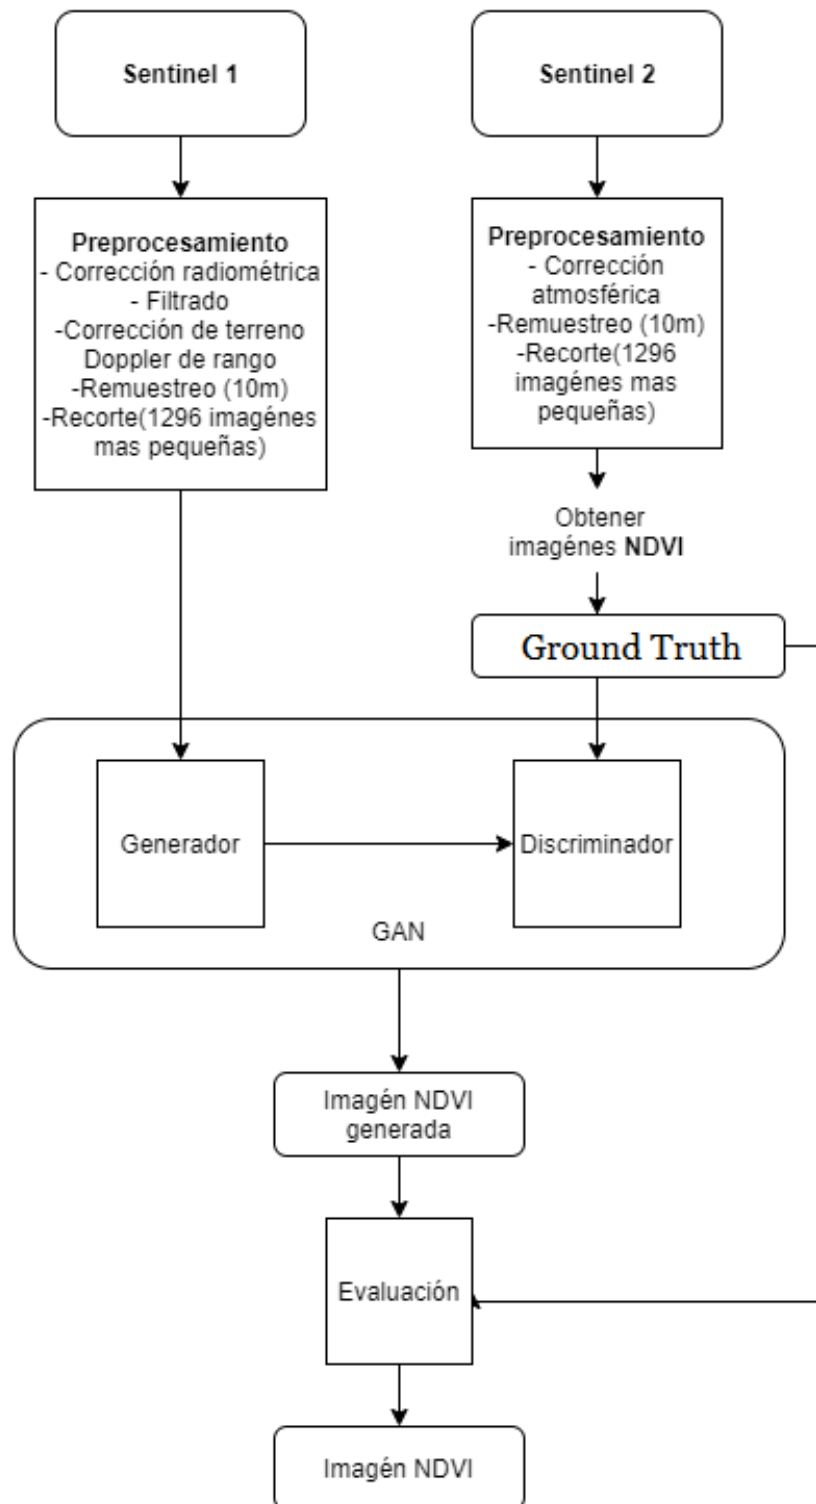 Sentinel 1
Sentinel 2
Preprocesamiento
- Corrección radiométrica
- Filtrado
-Corrección de terreno
Doppler de rango
-Remuestreo (10m)
-Recorte(1296 imagénes
mas pequeñas)
Preprocesamiento
- Corrección
atmosférica
-Remuestreo (10m)
-Recorte(1296
imagénes mas
pequeñas)
Obtener
imagénes NDVI
Ground Truth
Generador
Discriminador
GAN
Imagén NDVI
generada
Evaluación
Imagén NDVI